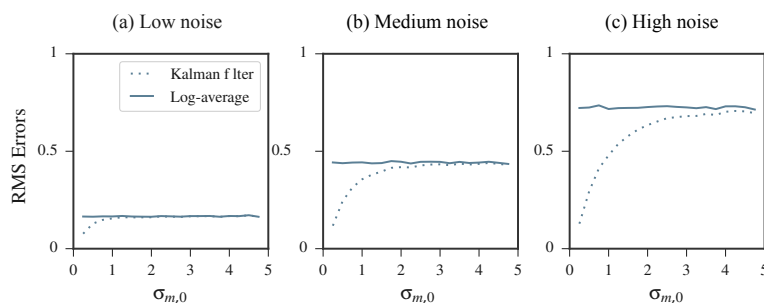 (a) Low noise (b) Medium noise (c) High noise
1 1 1
Kalman f lter
Log-average
RMS Errors
0.5 0.5 0.5
0 0 0
0 1 2 3 4 5 0 1 2 3 4 5 0 1 2 3 4 5
σm,0 σm,0 σm,0